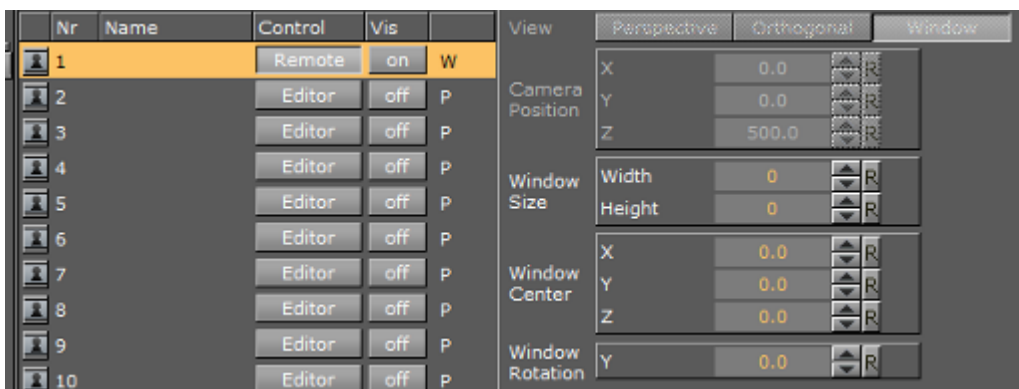 Nr Name Control Vis
1 Remote on W
2 Editor off P
3 Editor off P
4 Editor off P
5 Editor off P
6 Editor off P
7 Editor off P
8 Editor off P
9 Editor off P
10 Editor off P
View Perspective Orthogonal Window
Camera
Position
X 0.0 R
Y 0.0 R
Z 500.0 R
Window
Size
Width 0 R
Height 0 R
Window
Center
X 0.0 R
Y 0.0 R
Z 0.0 R
Window
Rotation
Y 0.0 R